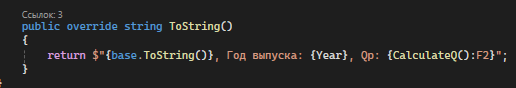 Ссылок: 3
public override string ToString()
{
return $"{base.ToString()}, Год выпуска: {Year}, Qp: {CalculateQ():F2}";
}
}